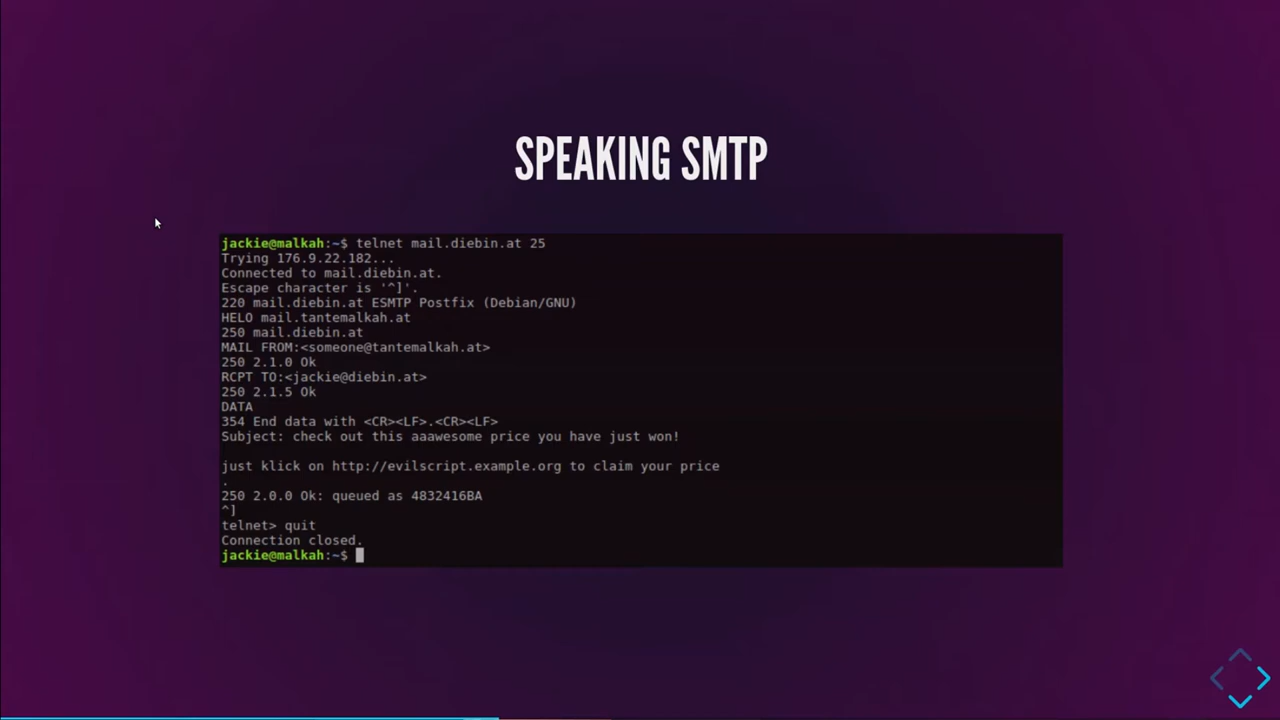 SPEAKING SMTP
jackie@malkah:~$ telnet mail.diebin.at 25
Trying 176.9.22.182...
Connected to mail.diebin.at.
Escape character is '^]'.
220 mail.diebin.at ESMTP Postfix (Debian/GNU)
HELO mail.tantemalkah.at
250 mail.diebin.at
MAIL FROM:<someone@tantemalkah.at>
250 2.1.0 Ok
RCPT TO:<jackie@diebin.at>
250 2.1.5 Ok
DATA
354 End data with <CR><LF>.<CR><LF>
Subject: check out this aaawesome price you have just won!
just klick on http://evilscript.example.org to claim your price
.
250 2.0.0 Ok: queued as 4832416BA
^]
telnet> quit
Connection closed.
jackie@malkah:~$